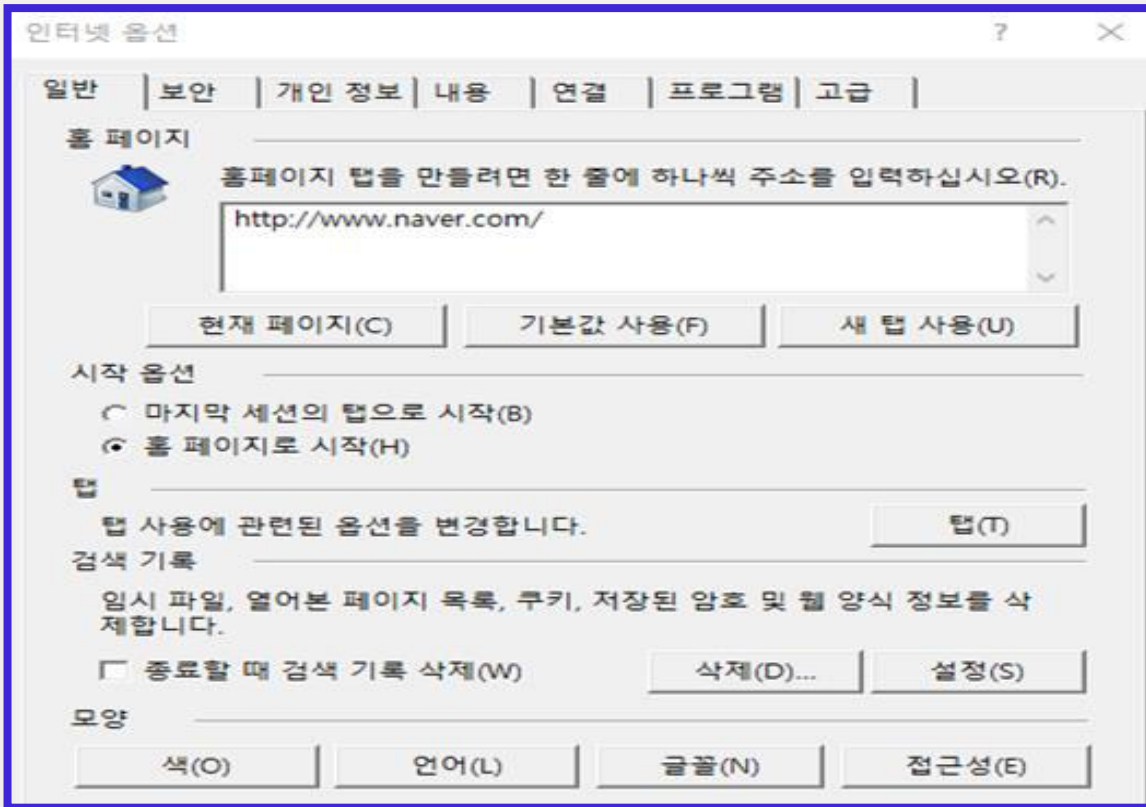 인터넷 옵션 ?
일반 보안 개인 정보 내용 연결 프로그램 고급
홈 페이지
홈페이지 탭을 만들려면 한 줄에 하나씩 주소를 입력하십시오(R).
http://www.naver.com/
현재 페이지(C) 기본값 사용(F) 새 탭 사용(U)
시작 옵션
마지막 세션의 탭으로 시작(B)
홈 페이지로 시작(H)
탭
탭 사용에 관련된 옵션을 변경합니다. 탭(T)
검색 기록
임시 파일, 열어본 페이지 목록, 쿠키, 저장된 암호 및 웹 양식 정보를 삭
제합니다.
종료할 때 검색 기록 삭제(W) 삭제(D)... 설정(S)
모양
색(O) 언어(L) 글꼴(N) 접근성(E)